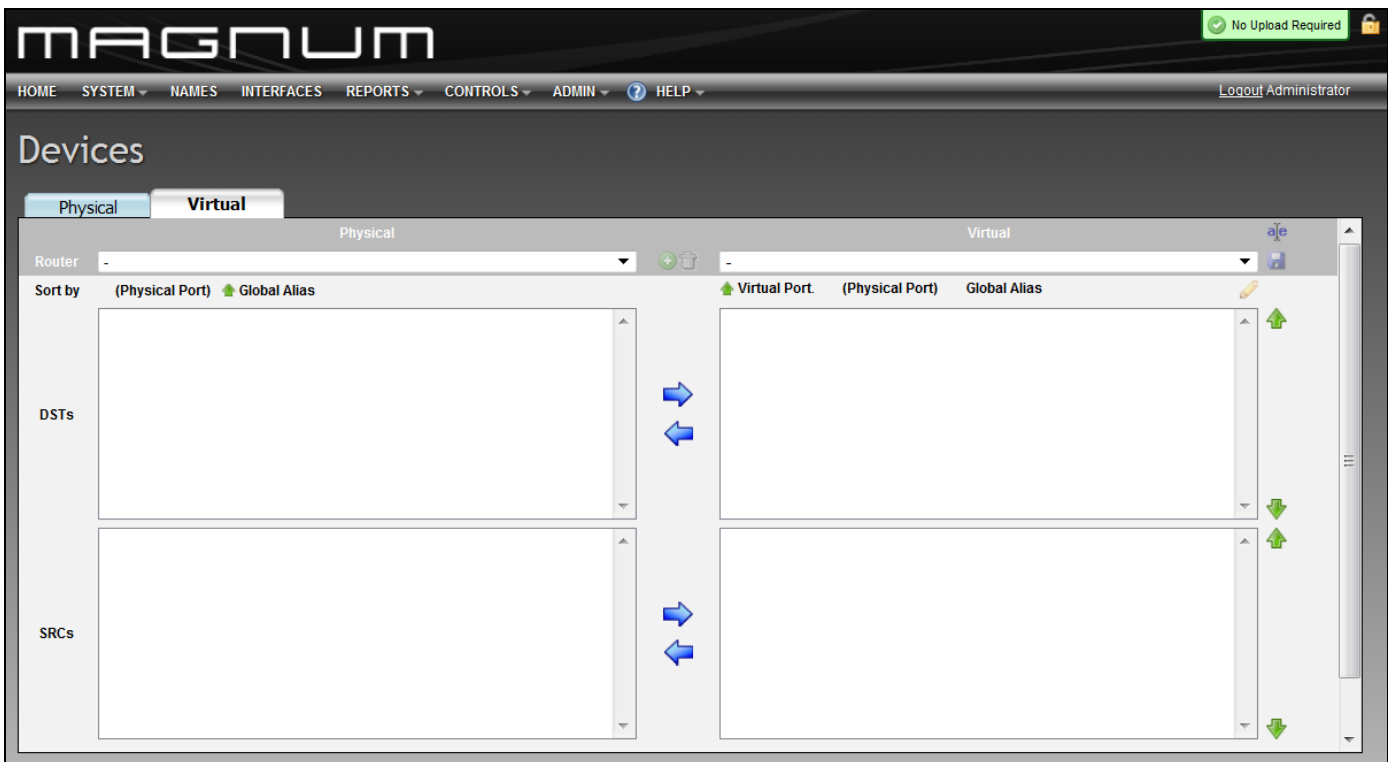 MAGNUM
No Upload Required
HOME SYSTEM NAMES INTERFACES REPORTS CONTROLS ADMIN ? HELP
Logout Administrator
Devices
Physical Virtual
Physical Virtual
a e
Router - -
Sort by (Physical Port) Global Alias Virtual Port. (Physical Port) Global Alias
DSTs
SRCs